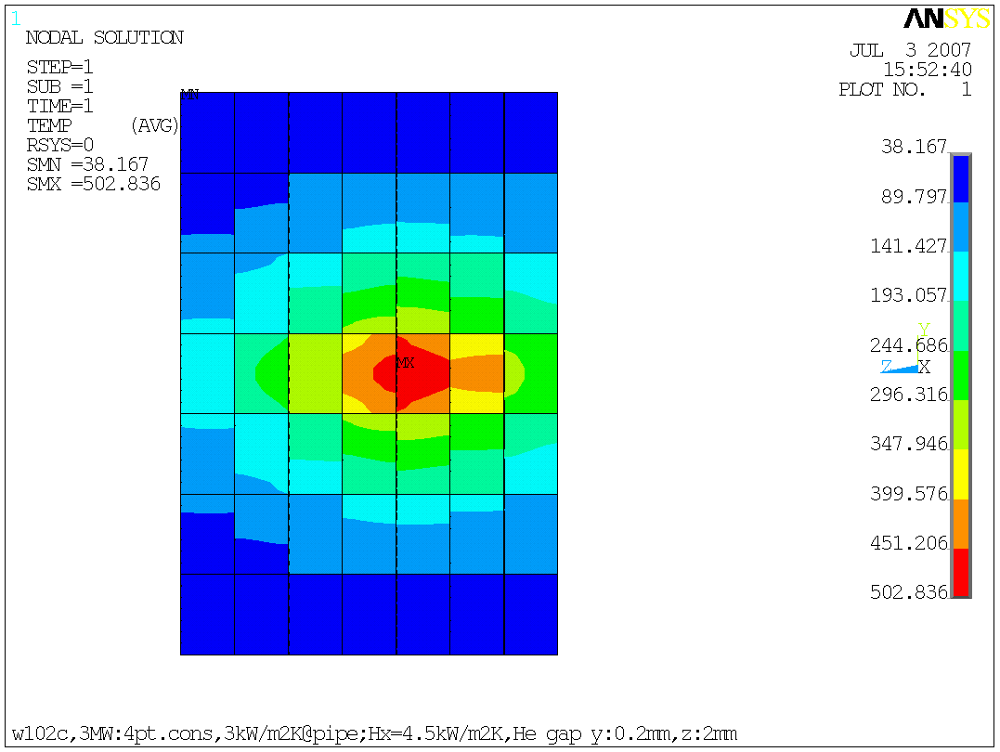 1
ANSYS
NODAL SOLUTION
STEP=1
SUB =1
TIME=1
TEMP (AVG)
RSYS=0
SMN =38.167
SMX =502.836
JUL 3 2007
15:52:40
PLOT NO. 1
MN
MX
38.167
89.797
141.427
193.057
244.686
296.316
347.946
399.576
451.206
502.836
Y
Z X
w102c,3MW:4pt.cons,3kW/m2K@pipe;Hx=4.5kW/m2K,He gap y:0.2mm,z:2mm